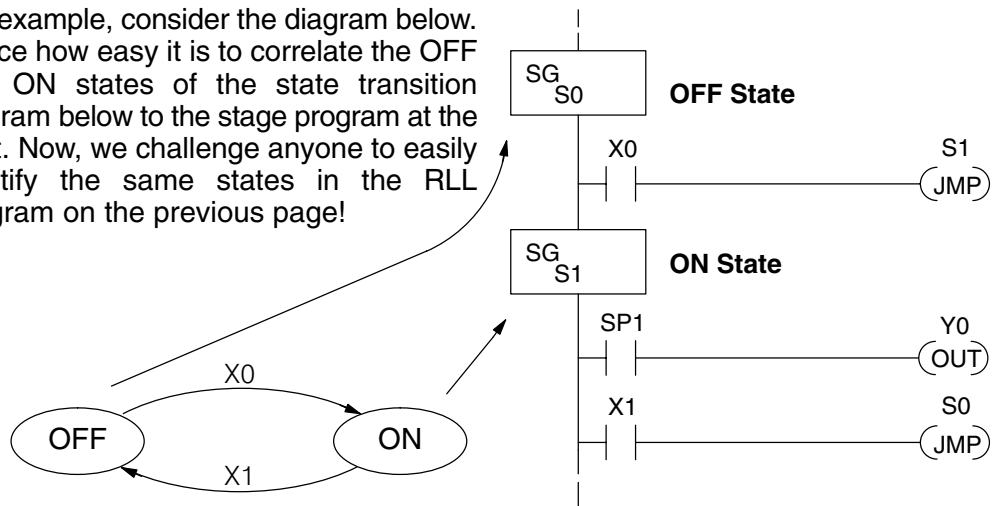 example, consider the diagram below.
ce how easy it is to correlate the OFF
ON states of the state transition
ram below to the stage program at the
. Now, we challenge anyone to easily
tify the same states in the RLL
gram on the previous page!
SG
S0
OFF State
X0
S1
JMP
SG
S1
ON State
SP1
Y0
OUT
X1
S0
JMP
X0
OFF
ON
X1